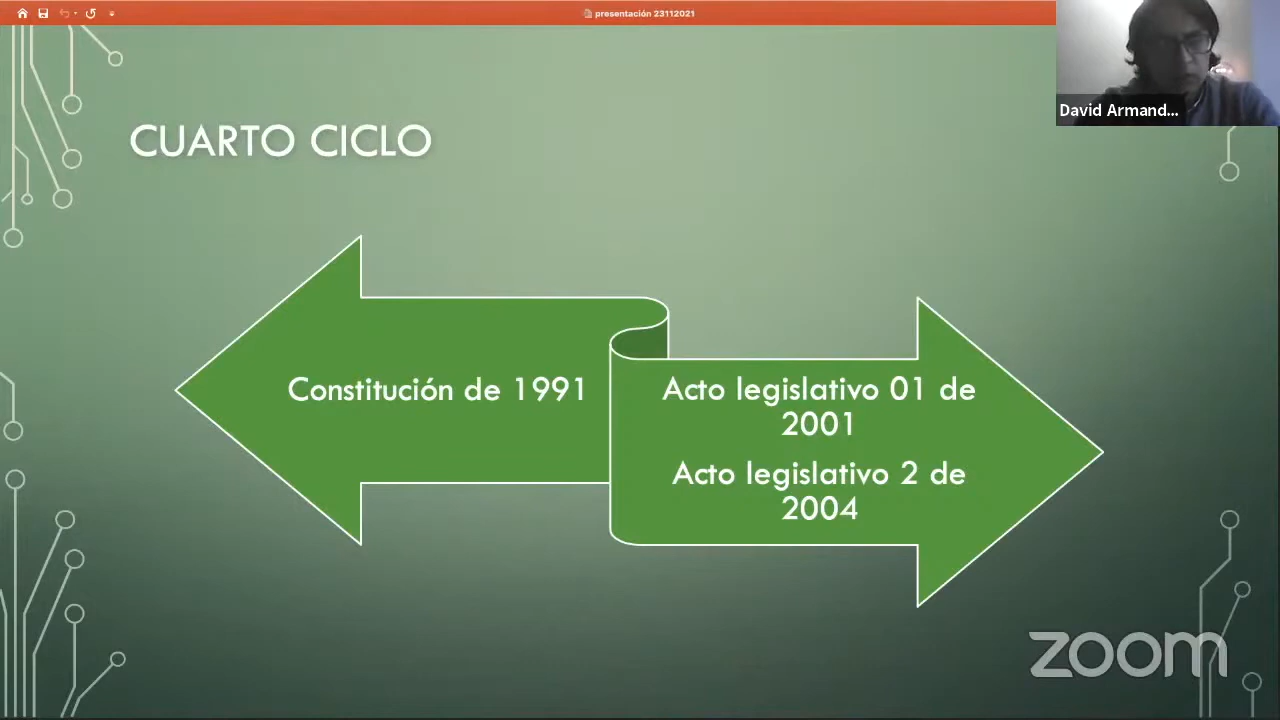 presentación 23112021
David Armand...
CUARTO CICLO
Constitución de 1991
Acto legislativo 01 de
2001
Acto legislativo 2 de
2004
zoom